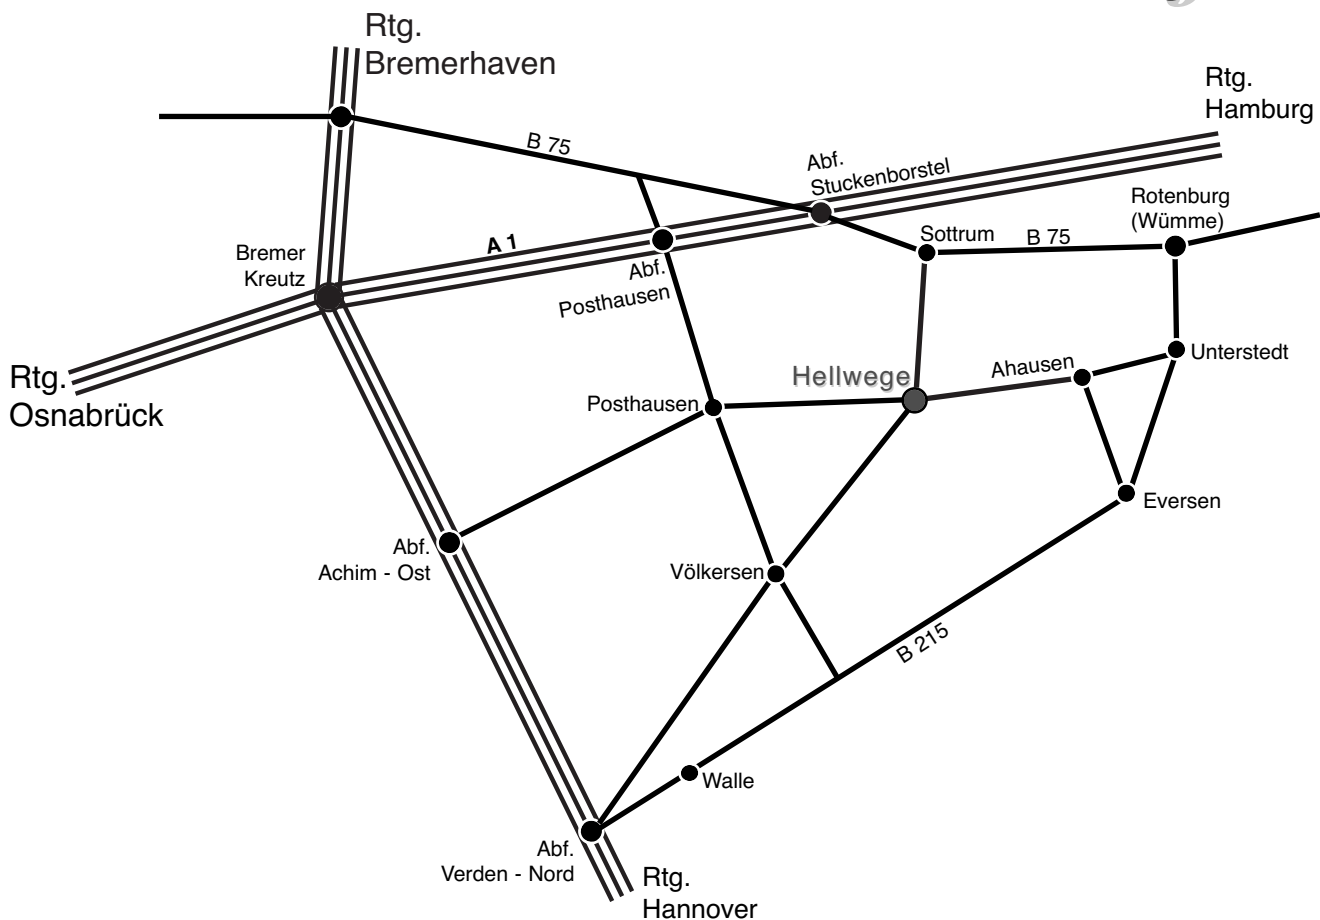 Rtg.
Bremerhaven
Rtg.
Hamburg
B 75
Abf.
Stuckenborstel
Rotenburg
(Wümme)
Sottrum
B 75
A 1
Bremer
Kreutz
Abf.
Posthausen
Unterstedt
Ahausen
Hellwege
Rtg.
Osnabrück
Posthausen
Eversen
Abf.
Achim - Ost
Völkersen
B 215
Walle
Abf.
Verden - Nord
Rtg.
Hannover